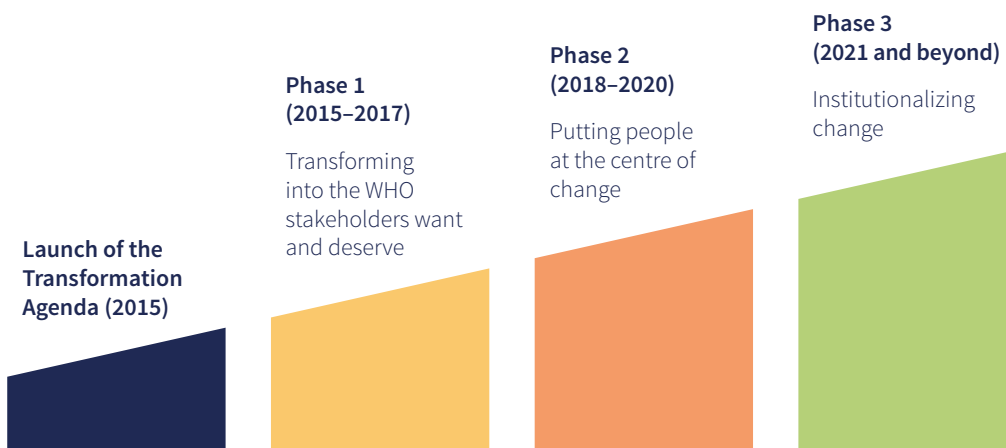 Launch of the
Transformation
Agenda (2015)
Phase 1
(2015–2017)
Transforming
into the WHO
stakeholders want
and deserve
Phase 2
(2018–2020)
Putting people
at the centre of
change
Phase 3
(2021 and beyond)
Institutionalizing
change